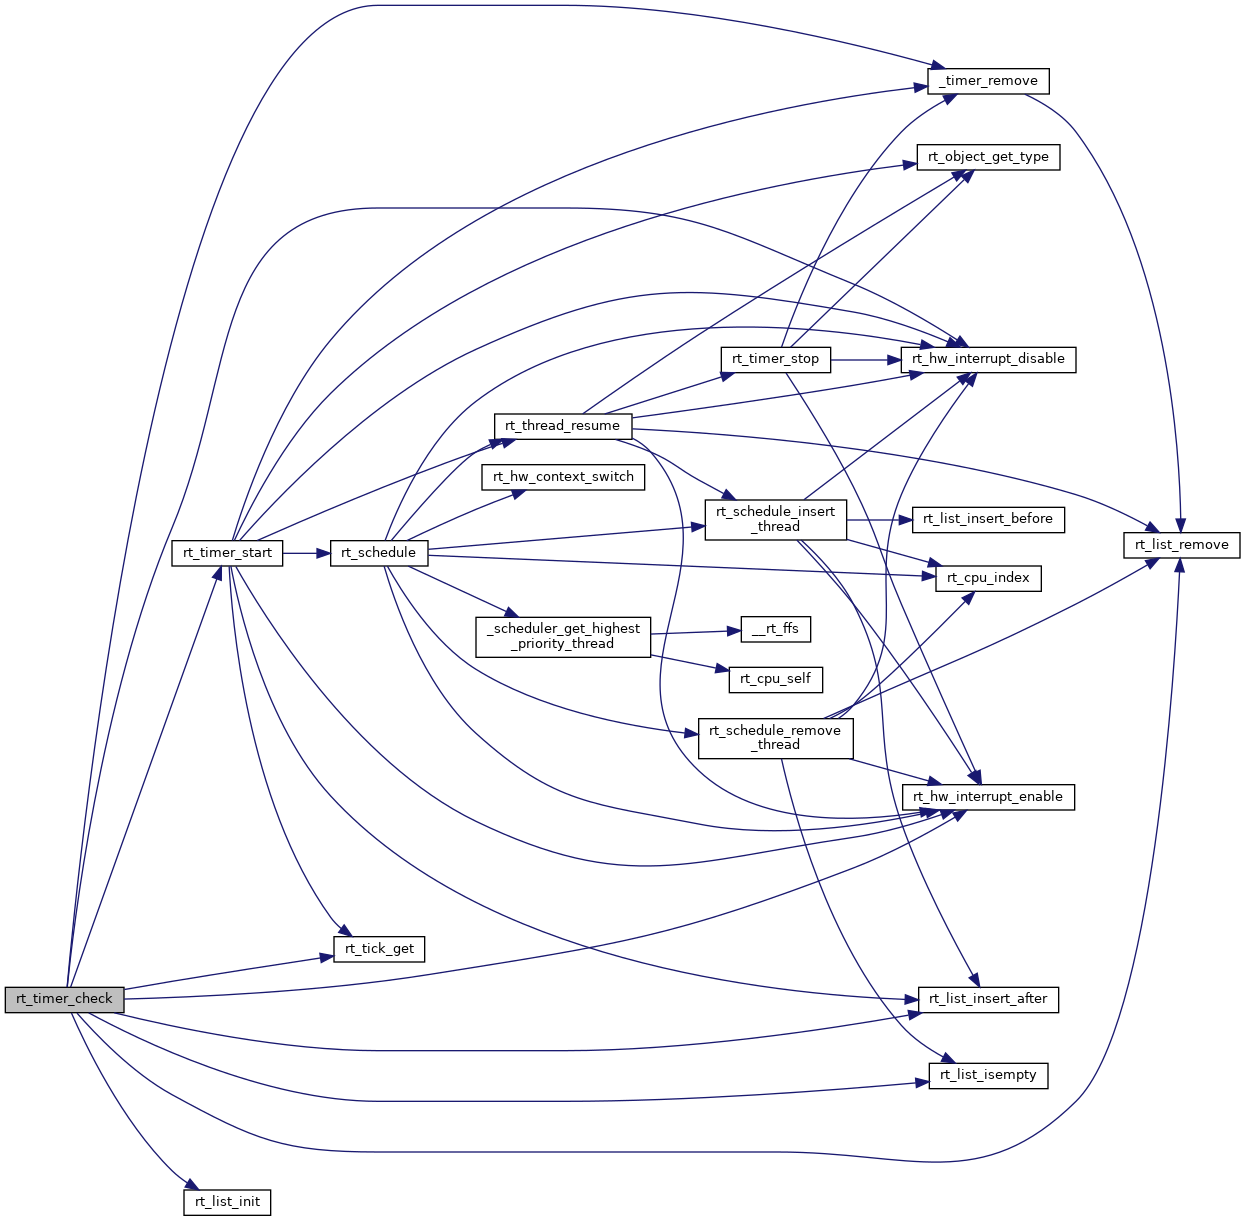 _timer_remove
rt_object_get_type
rt_timer_stop
rt_hw_interrupt_disable
rt_thread_resume
rt_hw_context_switch
rt_schedule_insert
_thread
rt_list_insert_before
rt_timer_start
rt_schedule
rt_list_remove
rt_cpu_index
_scheduler_get_highest
_priority_thread
__rt_ffs
rt_cpu_self
rt_schedule_remove
_thread
rt_hw_interrupt_enable
rt_tick_get
rt_timer_check
rt_list_insert_after
rt_list_isempty
rt_list_init